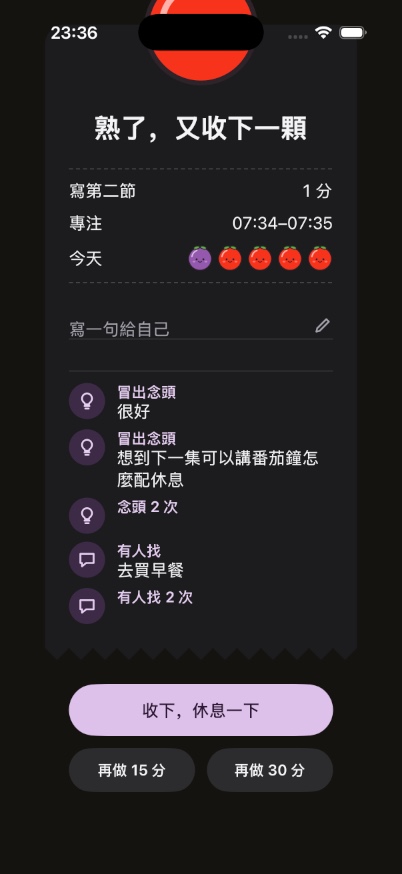 23:36
熟了，又收下一顆
寫第二節 1 分
專注 07:34–07:35
今天
寫一句給自己
冒出念頭
很好
冒出念頭
想到下一集可以講番茄鐘怎
麼配休息
念頭 2 次
有人找
去買早餐
有人找 2 次
收下，休息一下
再做 15 分 再做 30 分